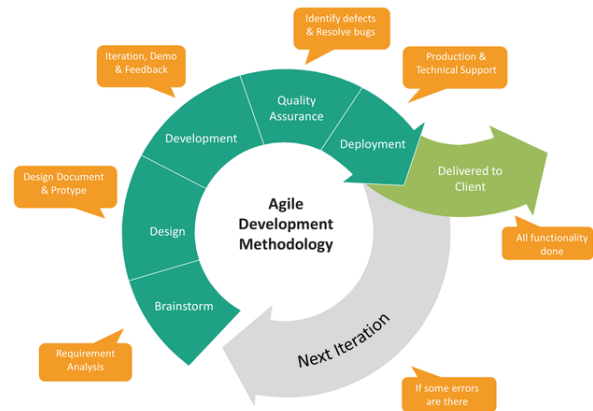 Identify defects
& Resolve bugs
Iteration, Demo
& Feedback
Production &
Technical Support
Quality
Assurance
Development
Deployment
Delivered to
Client
Design Document
& Protype
Agile
Development
Methodology
Design
All functionality
done
Brainstorm
Requirement
Analysis
Next Iteration
If some errors
are there